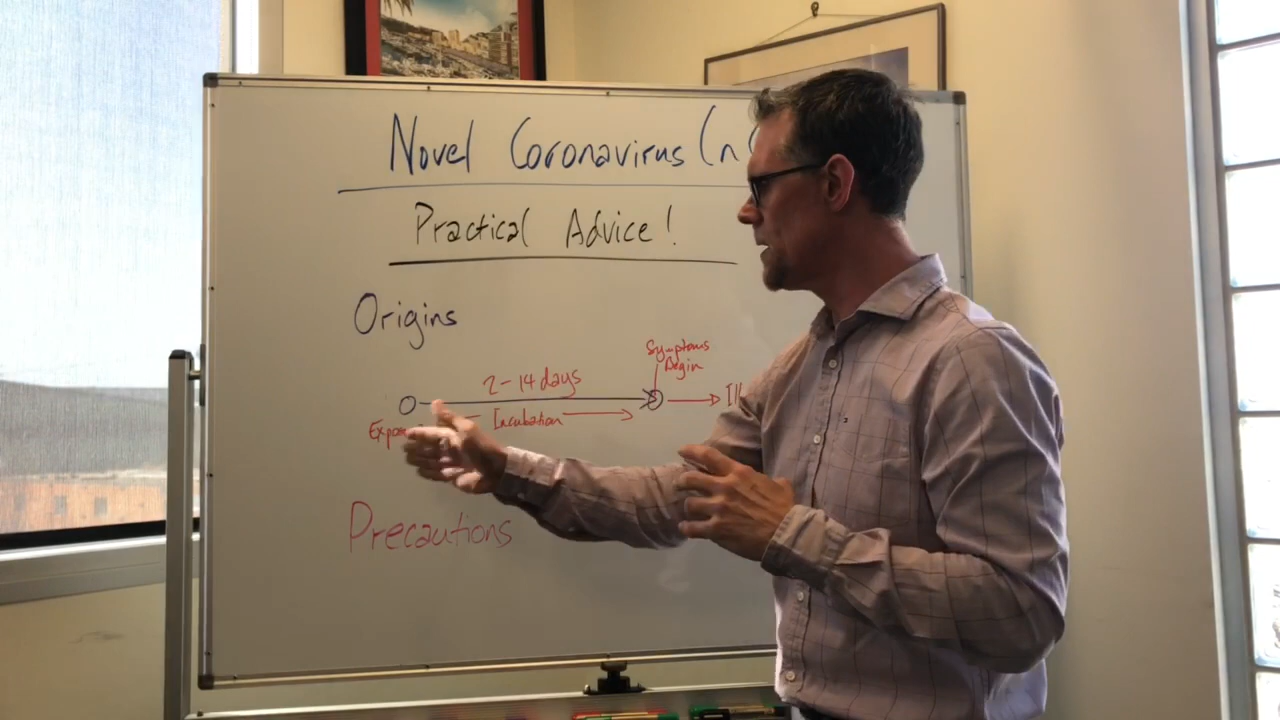 Novel Coronavirus (n
Practical Advice!
Origins
Symptoms
Begin
2-14 days
Incubation
Precautions